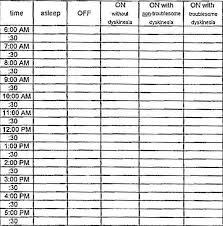 time asleep OFF ON without dyskinesia ON with non-troublesome dyskinesia ON with troublesome dyskinesia
6:00 AM
:30
7:00 AM
:30
8:00 AM
:30
9:00 AM
:30
10:00 AM
:30
11:00 AM
:30
12:00 PM
:30
1:00 PM
:30
2:00 PM
:30
3:00 PM
:30
4:00 PM
:30
5:00 PM
:30